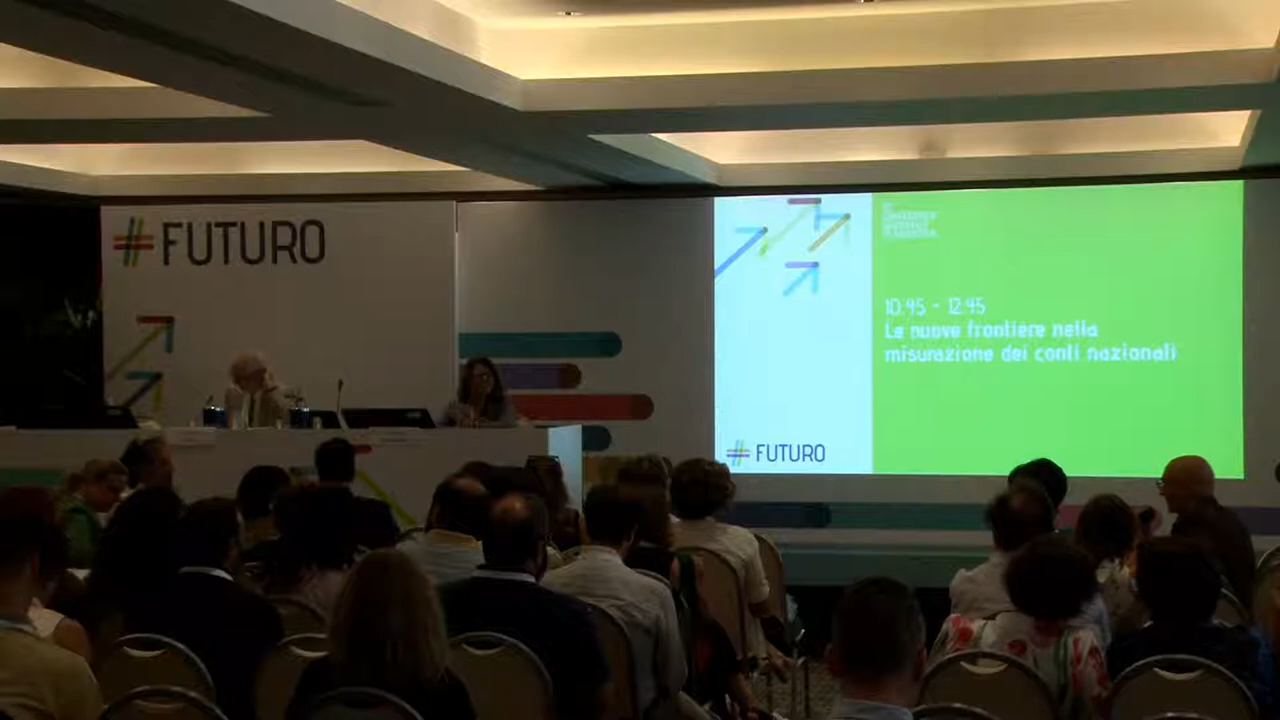 #FUTURO
10.45 - 12.45
Le nuove frontiere nella
misurazione dei conti nazionali
# FUTURO